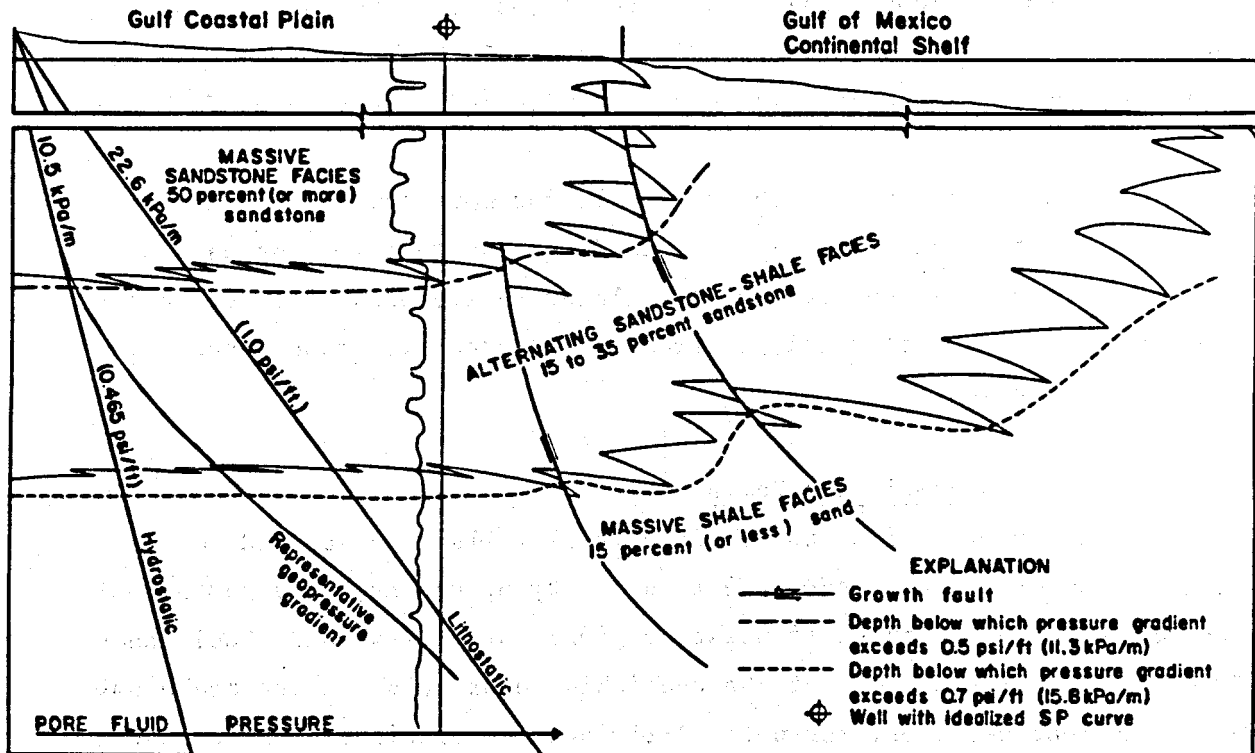 Gulf Coastal Plain
Gulf of Mexico
Continental Shelf
10.5 kPa/m
22.6 kPa/m
MASSIVE
SANDSTONE FACIES
50 percent (or more)
sandstone
(0.465 psi/ft)
(1.0 psi/ft.)
ALTERNATING SANDSTONE-SHALE FACIES
15 to 35 percent sandstone
MASSIVE SHALE FACIES
15 percent (or less) sand
Hydrostatic
Representative
geopressure
gradient
Lithostatic
PORE FLUID PRESSURE
EXPLANATION
Growth fault
Depth below which pressure gradient
exceeds 0.5 psi/ft (11.3 kPa/m)
Depth below which pressure gradient
exceeds 0.7 psi/ft (15.8 kPa/m)
Well with idealized SP curve